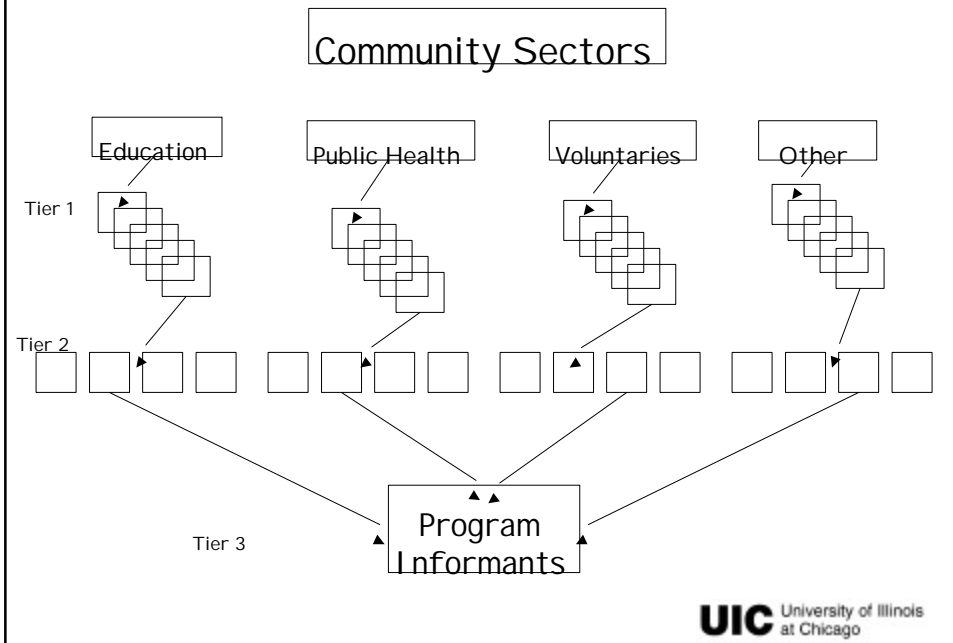 Community Sectors
Education
Public Health
Voluntaries
Other
Tier 1
Tier 2
Tier 3
Program
Informants
UIC University of Illinois
at Chicago